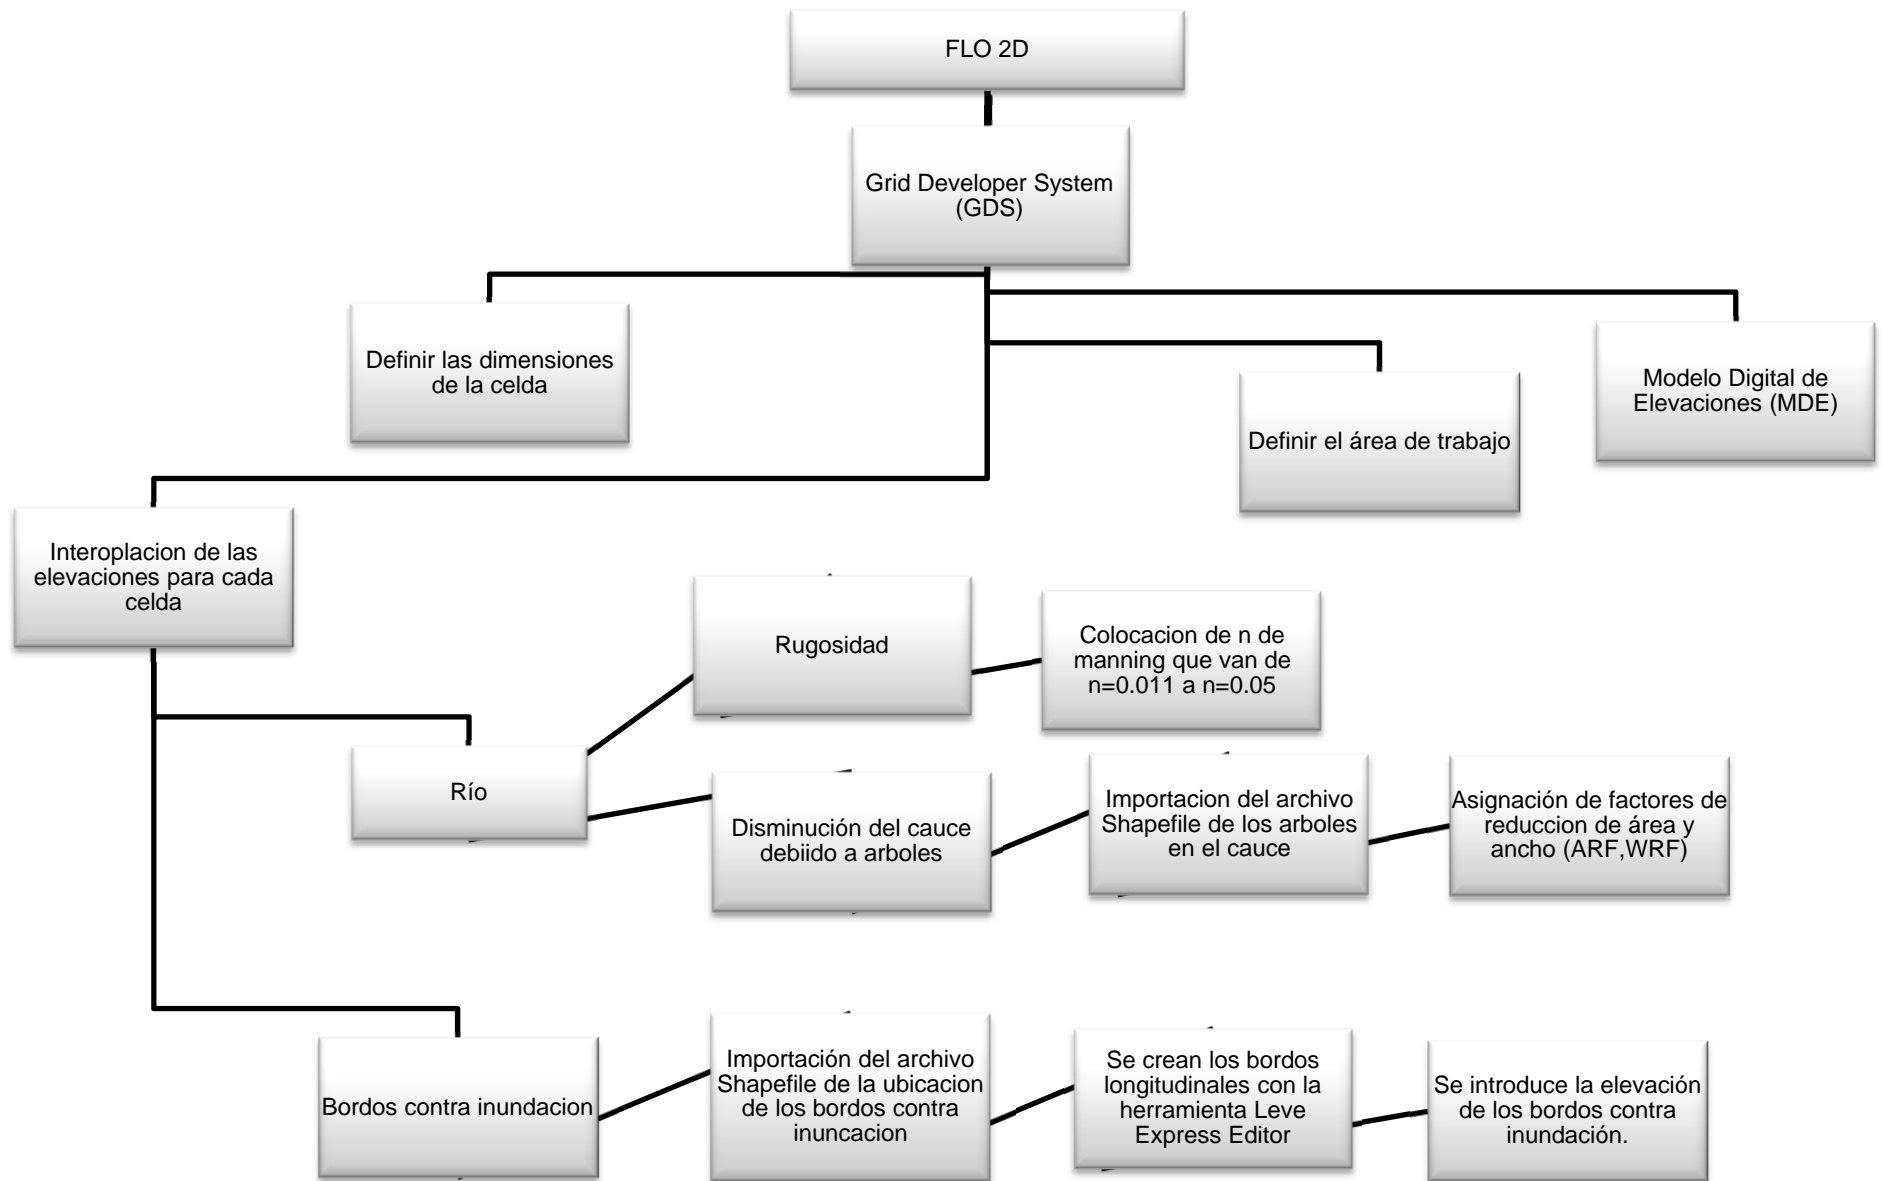 FLO 2D
Grid Developer System
(GDS)
Definir las dimensiones
de la celda
Definir el área de trabajo
Modelo Digital de
Elevaciones (MDE)
Interoplacion de las
elevaciones para cada
celda
Rugosidad
Colocacion de n de
manning que van de
n=0.011 a n=0.05
Río
Disminución del cauce
debiido a arboles
Importacion del archivo
Shapefile de los arboles
en el cauce
Asignación de factores de
reduccion de área y
ancho (ARF,WRF)
Bordos contra inundacion
Importación del archivo
Shapefile de la ubicacion
de los bordos contra
inuncacion
Se crean los bordos
longitudinales con la
herramienta Leve
Express Editor
Se introduce la elevación
de los bordos contra
inundación.